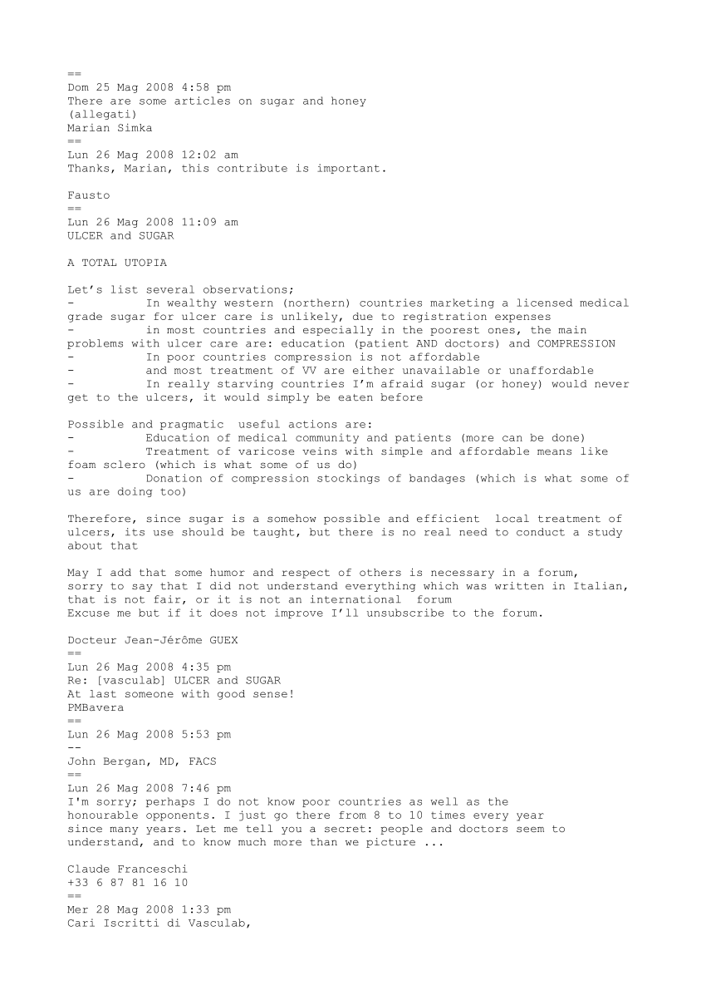 ==
Dom 25 Mag 2008 4:58 pm
There are some articles on sugar and honey
(allegati)
Marian Simka
==
Lun 26 Mag 2008 12:02 am
Thanks, Marian, this contribute is important.

Fausto
==
Lun 26 Mag 2008 11:09 am
ULCER and SUGAR

A TOTAL UTOPIA

Let’s list several observations;
-          In wealthy western (northern) countries marketing a licensed medical
grade sugar for ulcer care is unlikely, due to registration expenses
-          in most countries and especially in the poorest ones, the main
problems with ulcer care are: education (patient AND doctors) and COMPRESSION
-          In poor countries compression is not affordable
-          and most treatment of VV are either unavailable or unaffordable
-          In really starving countries I’m afraid sugar (or honey) would never
get to the ulcers, it would simply be eaten before

Possible and pragmatic  useful actions are:
-          Education of medical community and patients (more can be done)
-          Treatment of varicose veins with simple and affordable means like
foam sclero (which is what some of us do)
-          Donation of compression stockings of bandages (which is what some of
us are doing too)

Therefore, since sugar is a somehow possible and efficient  local treatment of
ulcers, its use should be taught, but there is no real need to conduct a study
about that

May I add that some humor and respect of others is necessary in a forum,
sorry to say that I did not understand everything which was written in Italian,
that is not fair, or it is not an international  forum
Excuse me but if it does not improve I’ll unsubscribe to the forum.

Docteur Jean-Jérôme GUEX
==
Lun 26 Mag 2008 4:35 pm
Re: [vasculab] ULCER and SUGAR
At last someone with good sense!
PMBavera
==
Lun 26 Mag 2008 5:53 pm
--
John Bergan, MD, FACS
==
Lun 26 Mag 2008 7:46 pm
I'm sorry; perhaps I do not know poor countries as well as the
honourable opponents. I just go there from 8 to 10 times every year
since many years. Let me tell you a secret: people and doctors seem to
understand, and to know much more than we picture ...

Claude Franceschi
+33 6 87 81 16 10
==
Mer 28 Mag 2008 1:33 pm
Cari Iscritti di Vasculab,